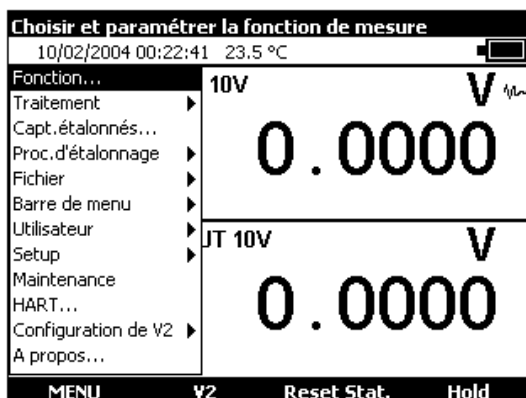 Choisir et paramétrer la fonction de mesure
10/02/2004 00:22:41 23.5 °C
Fonction...
Traitement
Capt.étalonnés...
Proc.d'étalonnage
Fichier
Barre de menu
Utilisateur
Setup
Maintenance
HART...
Configuration de V2
A propos...
10V V
0.0000
UT 10V V
0.0000
MENU V2 Reset Stat. Hold